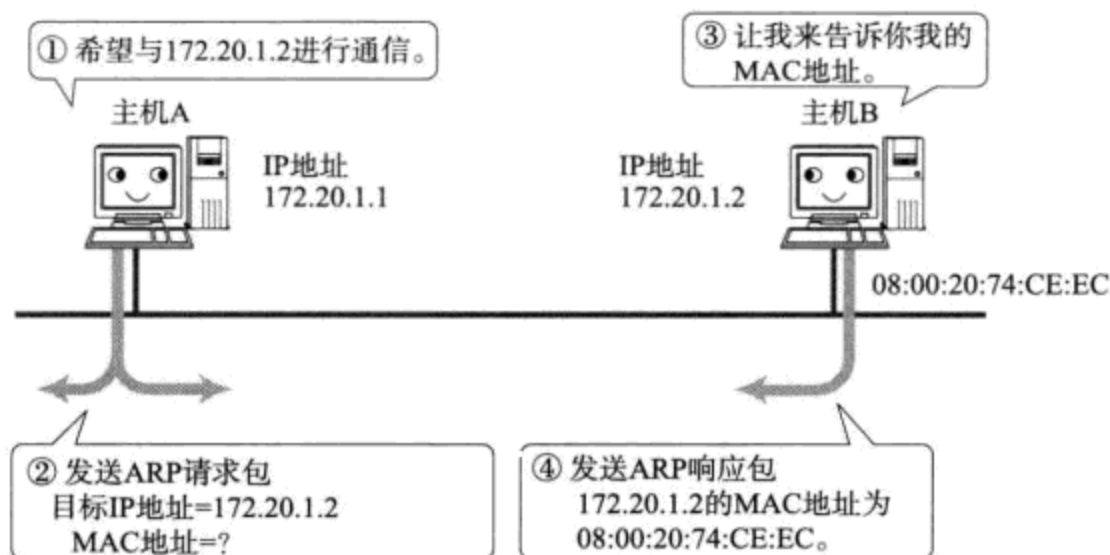 ① 希望与172.20.1.2进行通信。
③ 让我来告诉你我的
MAC地址。
主机A
主机B
IP地址
172.20.1.1
IP地址
172.20.1.2
08:00:20:74:CE:EC
② 发送ARP请求包
目标IP地址=172.20.1.2
MAC地址=?
④ 发送ARP响应包
172.20.1.2的MAC地址为
08:00:20:74:CE:EC。